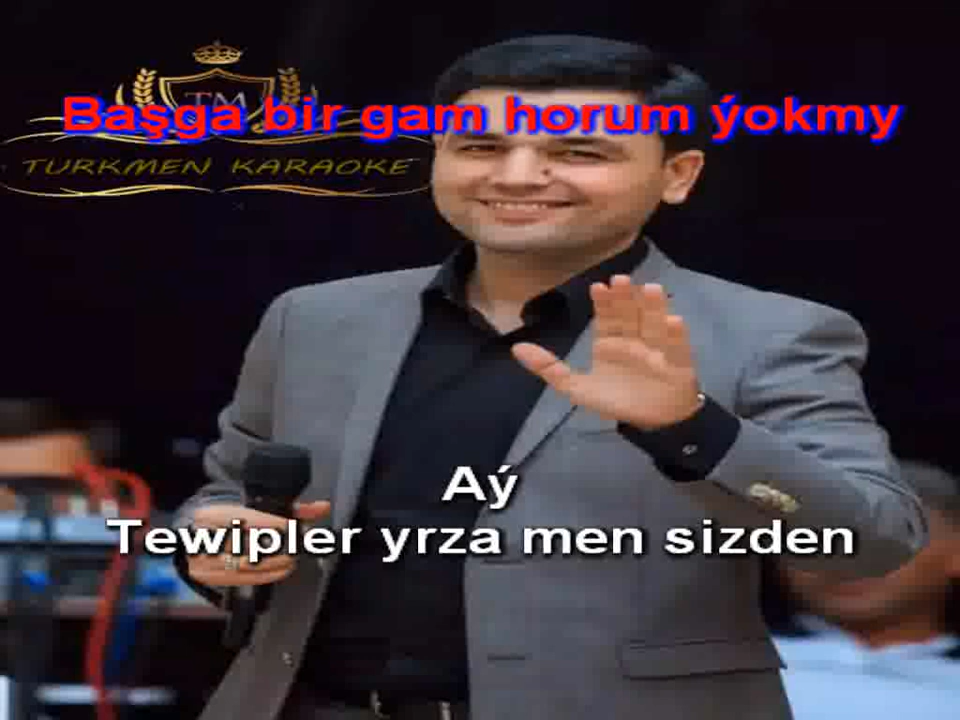 Başga bir gam horum ýokmy
TM
TURKMEN KARAOKE
Aý
Tewipler yrza men sizden